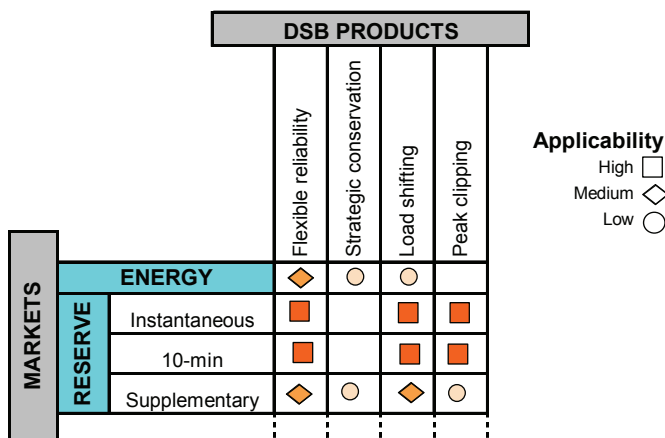 DSB PRODUCTS
Flexible reliability
Strategic conservation
Load shifting
Peak clipping
Applicability
High
Medium
Low
MARKETS
ENERGY
RESERVE
Instantaneous
10-min
Supplementary